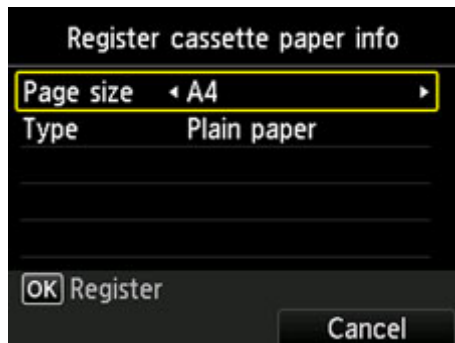 Register cassette paper info
Page size A4
Type Plain paper
OK Register
Cancel